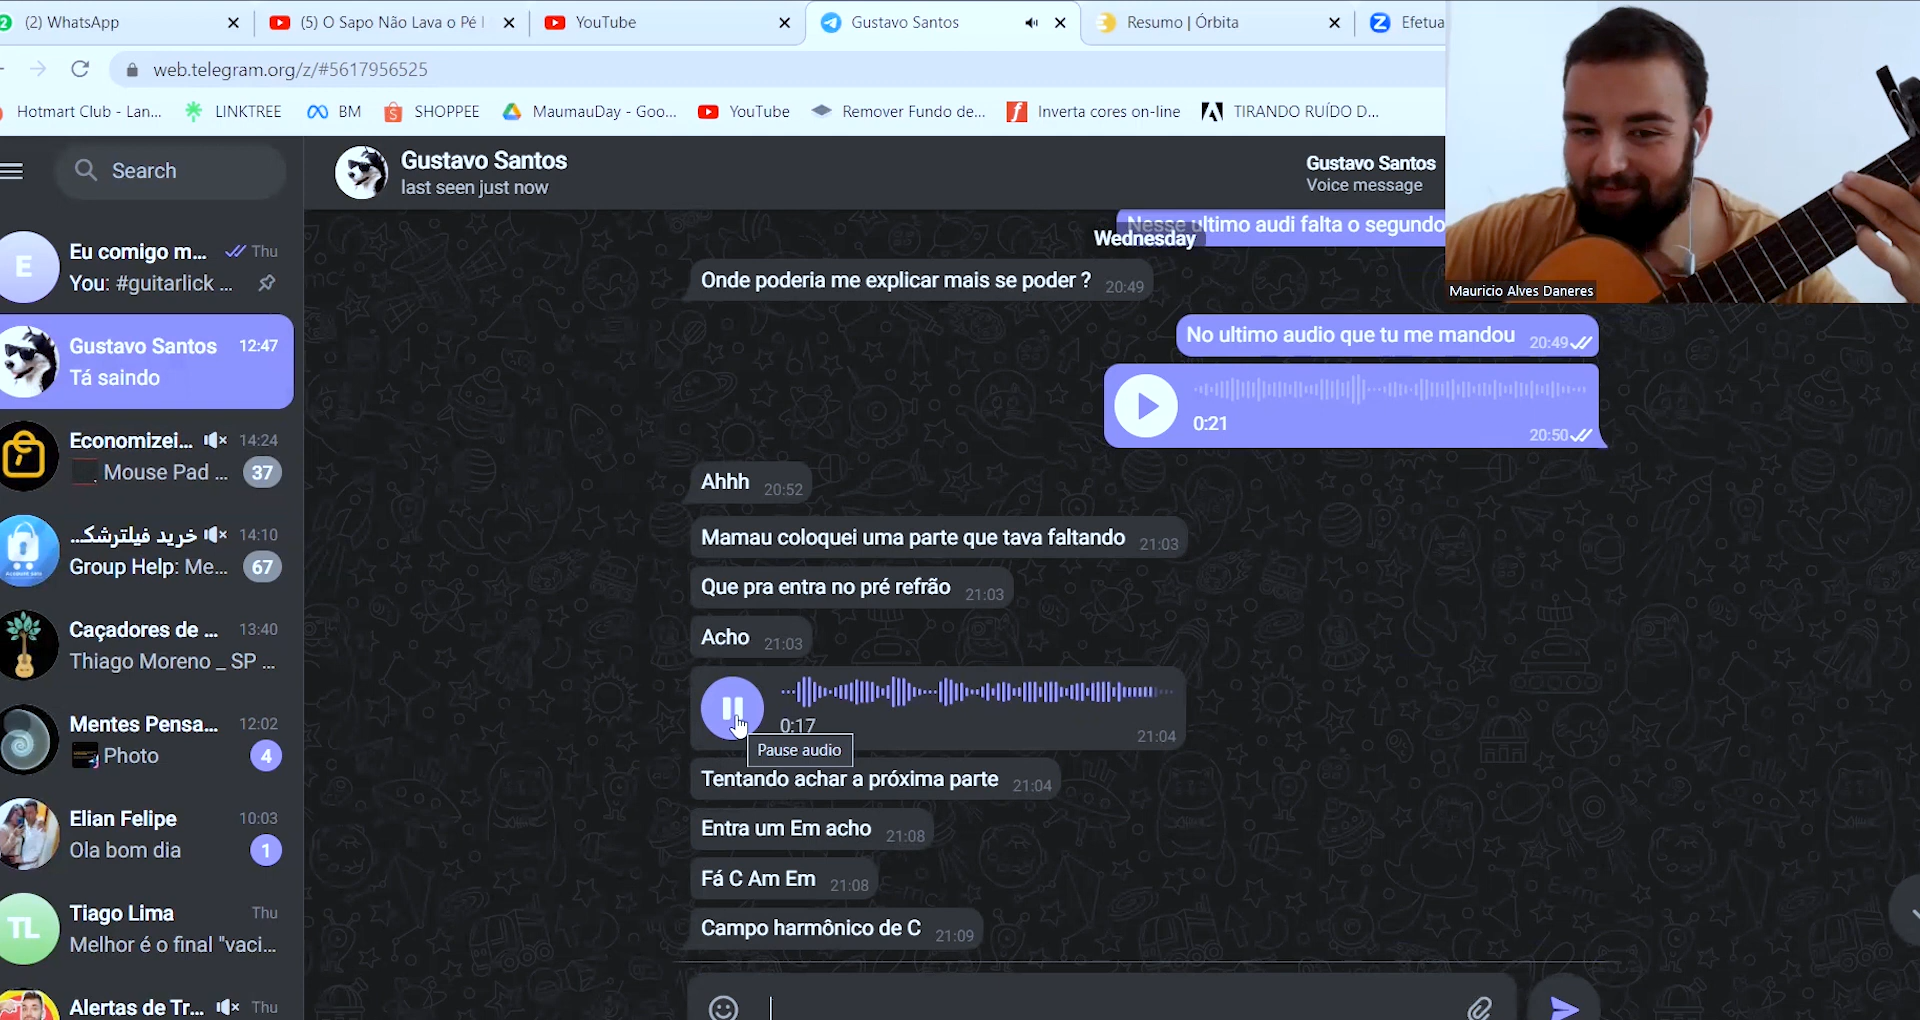 (2) WhatsApp
(5) O Sapo Não Lava o Pé
YouTube
Gustavo Santos
Resumo | Órbita
Efetua
web.telegram.org/z/#5617956525
Hotmart Club - Lan...
LINKTREE
BM
SHOPPEE
MaumauDay - Goo...
YouTube
Remover Fundo de...
Inverta cores on-line
TIRANDO RUÍDO D...
Search
E
Eu comigo m...
Thu
You: #guitarlick ...
Gustavo Santos
12:47
Tá saindo
Economizei...
14:24
Mouse Pad ...
37
خرید فیلترشک...
14:10
Group Help: Me...
67
Caçadores de ...
13:40
Thiago Moreno _ SP ...
Mentes Pensa...
12:02
Photo
4
Elian Felipe
10:03
Ola bom dia
1
TL
Tiago Lima
Thu
Melhor é o final "vaci...
Alertas de Tr...
Thu
Gustavo Santos
last seen just now
Gustavo Santos
Voice message
Nesse ultimo audi falta o segundo
Wednesday
Onde poderia me explicar mais se poder ? 20:49
No ultimo audio que tu me mandou 20:49
0:21
20:50
Ahhh 20:52
Mamau coloquei uma parte que tava faltando 21:03
Que pra entra no pré refrão 21:03
Acho 21:03
0:17
21:04
Pause audio
Tentando achar a próxima parte 21:04
Entra um Em acho 21:08
Fá C Am Em 21:08
Campo harmônico de C 21:09
Mauricio Alves Daneres